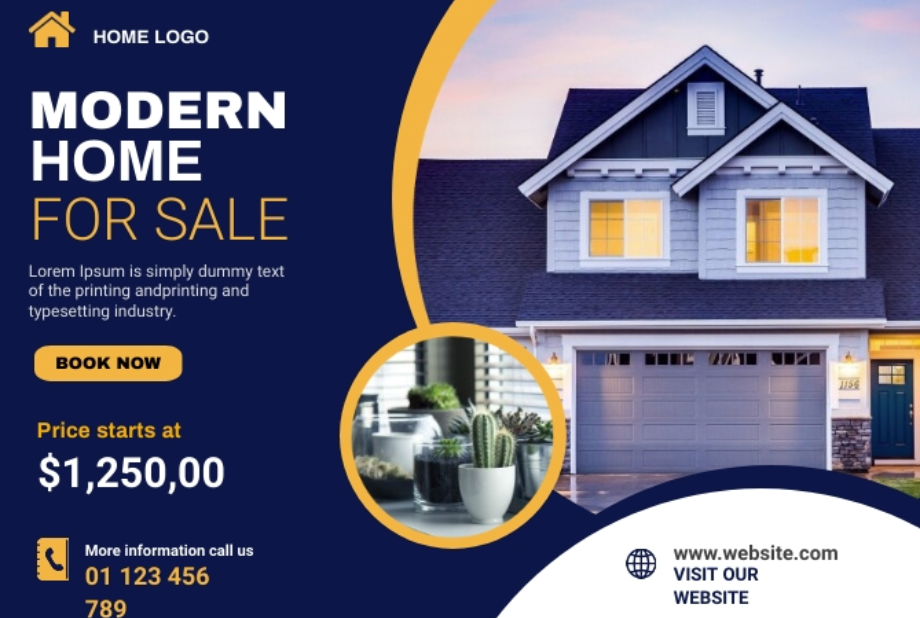 HOME LOGO
MODERN
HOME
FOR SALE
Lorem Ipsum is simply dummy text
of the printing andprinting and
typesetting industry.
BOOK NOW
Price starts at
$1,250,00
More information call us
01 123 456
789
1156
www.website.com
VISIT OUR
WEBSITE